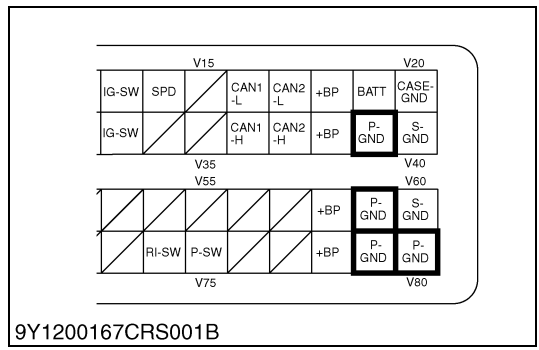 V15 V20
IG-SW SPD CAN1 CAN2 +BP BATT CASE-
-L -L GND
IG-SW CAN1 CAN2 +BP P- S-
-H -H GND GND
V35 V40
V55 V60
+BP P- S-
GND GND
RI-SW P-SW +BP P- P-
GND GND
V75 V80
9Y1200167CRS001B